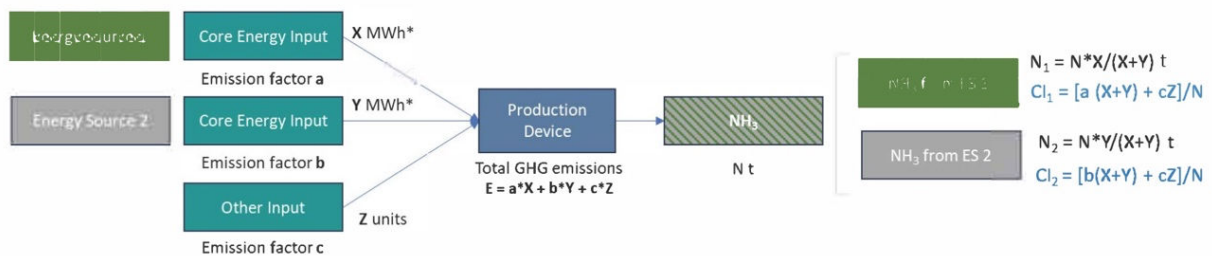 Core Energy Input
X MWh*
Emission factor a
Energy Source 2
Core Energy Input
Y MWh*
Emission factor b
Other Input
Z units
Emission factor c
Production
Device
Total GHG emissions
E = a*X + b*Y + c*Z
NH₃
N t
N₁ = N*X/(X+Y) t
CI₁ = [a (X+Y) + cZ]/N
NH₃ from ES 2
N₂ = N*Y/(X+Y) t
CI₂ = [b(X+Y) + cZ]/N